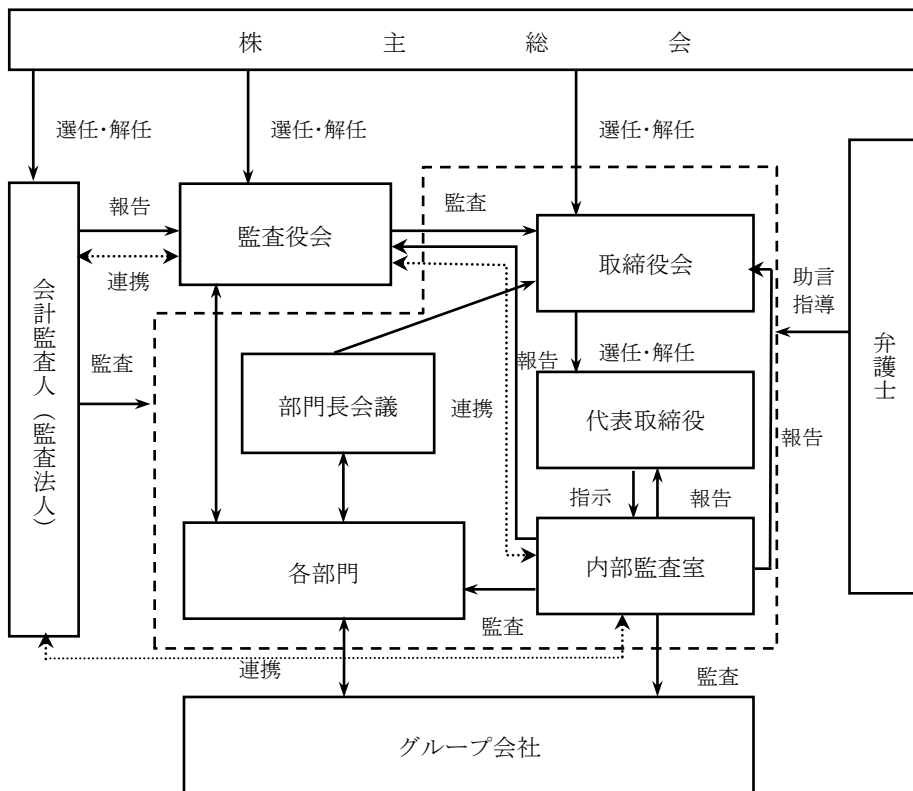 株主総会
選任・解任
選任・解任
選任・解任
報告
監査役会
監査
取締役会
連携
助言
指導
会計監査人（監査法人）
弁護士
監査
報告
選任・解任
部門長会議
連携
代表取締役
報告
指示
報告
各部門
内部監査室
監査
連携
監査
グループ会社